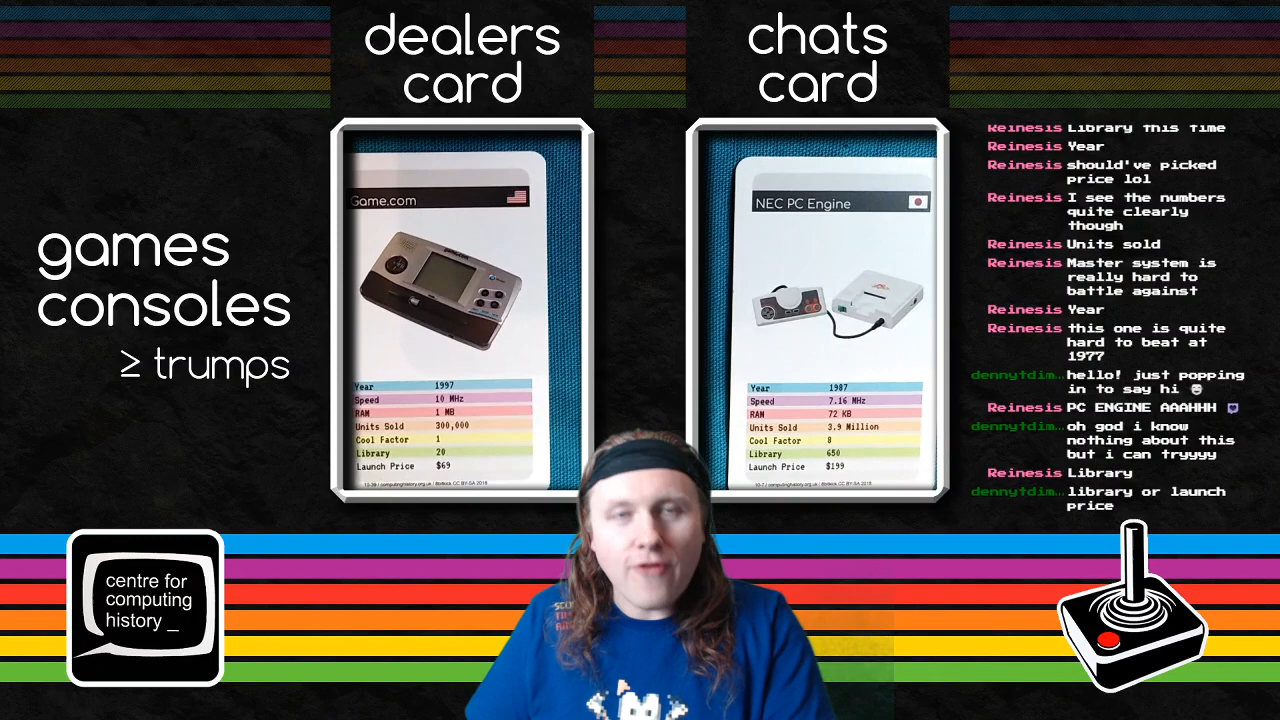 dealers
card
chats
card
games
consoles
≥ trumps
Game.com
Year 1997
Speed 10 MHz
RAM 1 MB
Units Sold 300,000
Cool Factor 1
Library 20
Launch Price $69
NEC PC Engine
Year 1987
Speed 7.16 MHz
RAM 72 KB
Units Sold 3.9 Million
Cool Factor 8
Library 650
Launch Price $199
Reinesis Library this time
Reinesis Year
Reinesis should've picked
price lol
Reinesis I see the numbers
quite clearly
though
Reinesis Units sold
Reinesis Master system is
really hard to
battle against
Reinesis Year
Reinesis this one is quite
hard to beat at
1977
dennytdim… hello! just popping
in to say hi
Reinesis PC ENGINE AAAHHH
dennytdim… oh god i know
nothing about this
but i can tryyyy
Reinesis Library
dennytdim… library or launch
price
centre for
computing
history _